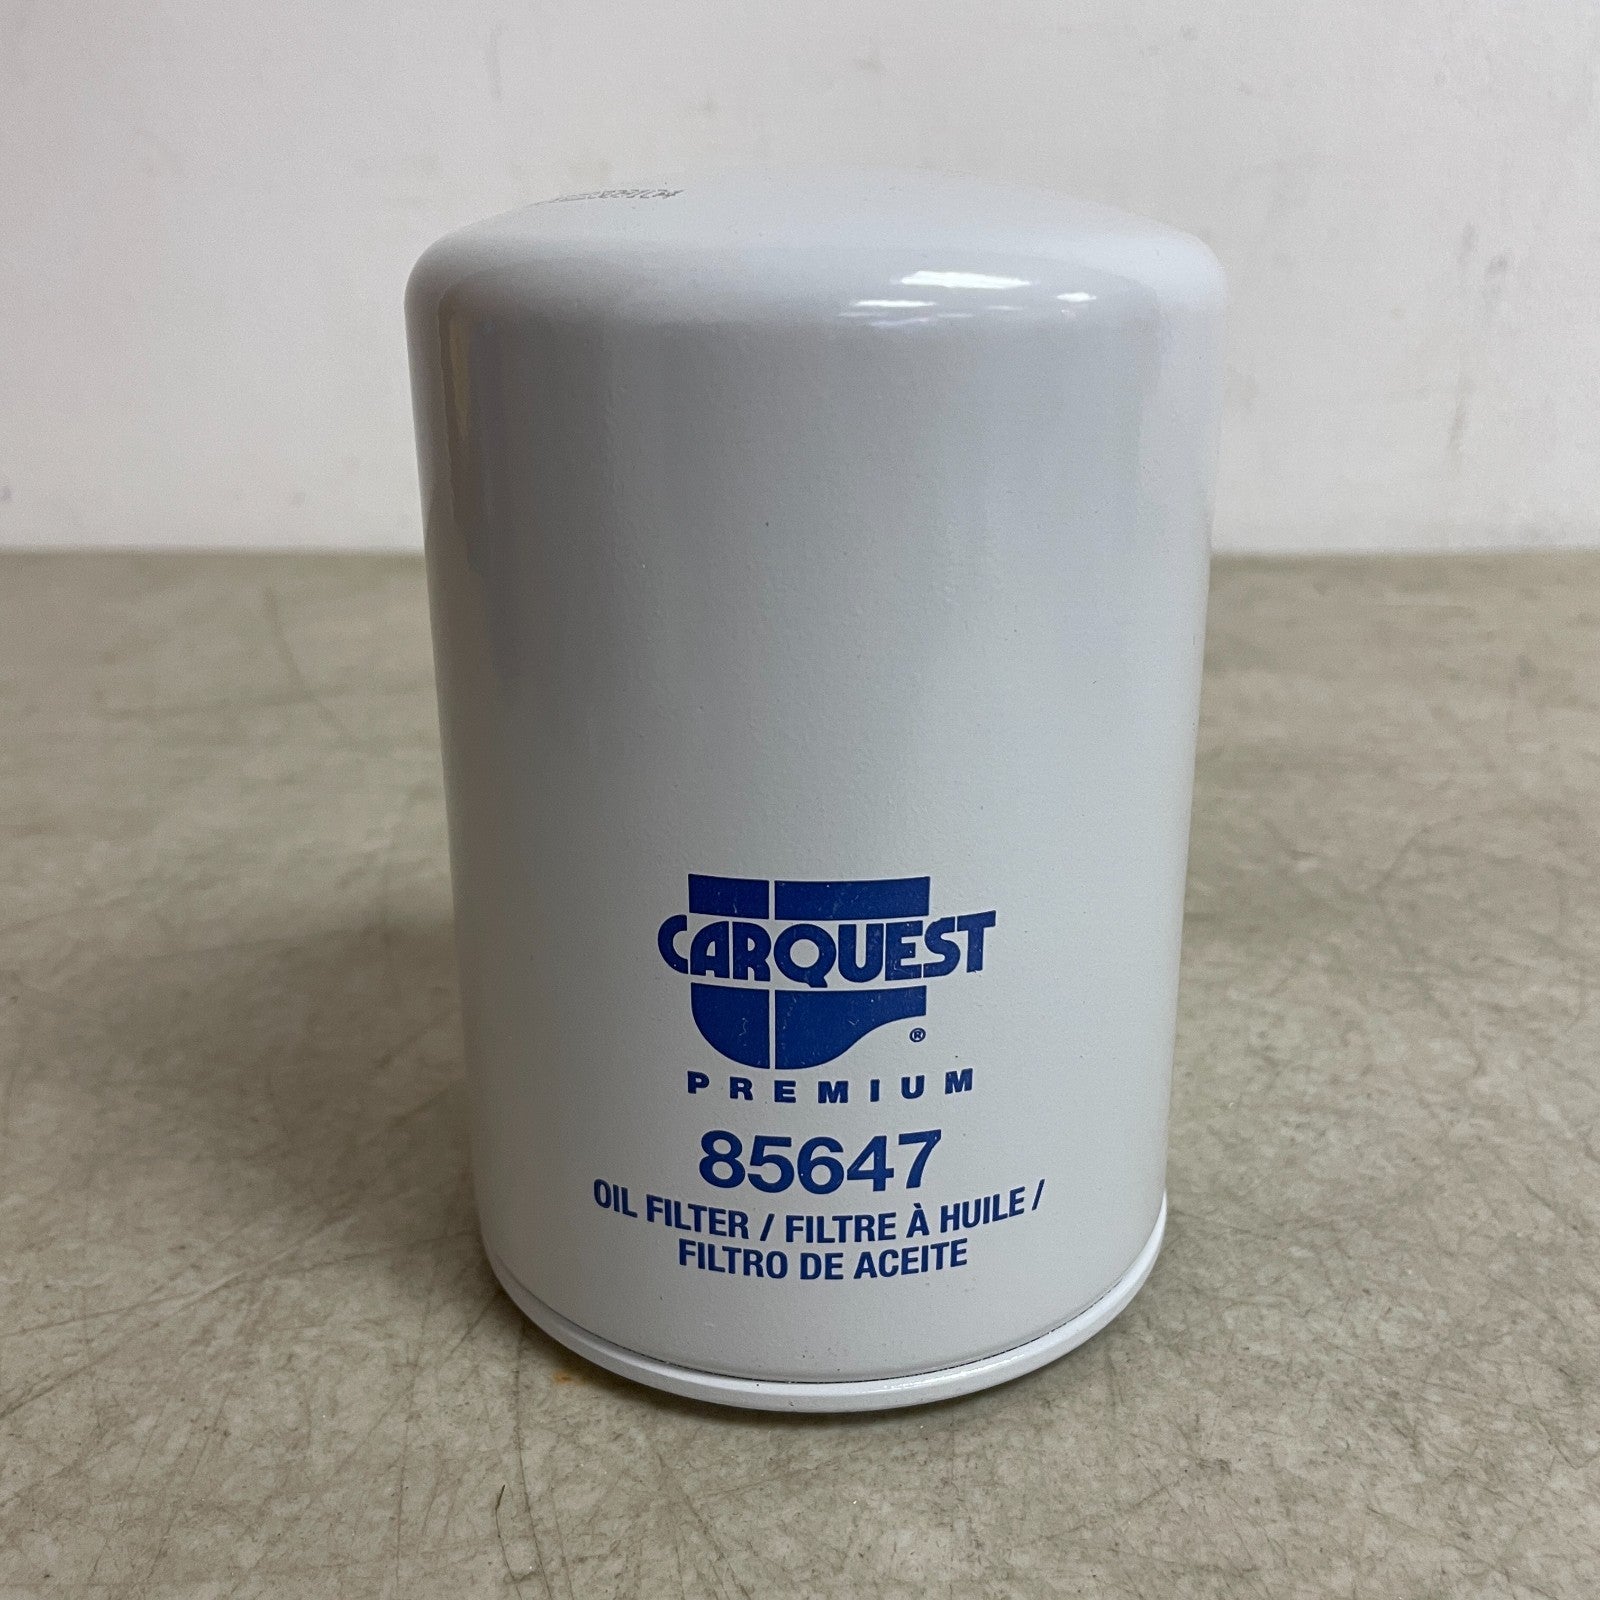 CARQUEST
®
PREMIUM
85647
OIL FILTER / FILTRE À HUILE /
FILTRO DE ACEITE